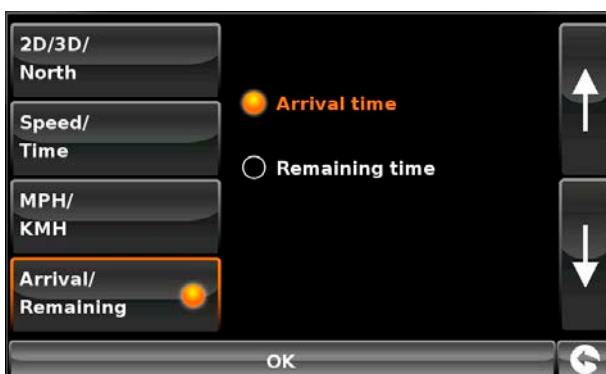 2D/3D/
North
Speed/
Time
MPH/
KMH
Arrival/
Remaining
Arrival time
Remaining time
OK